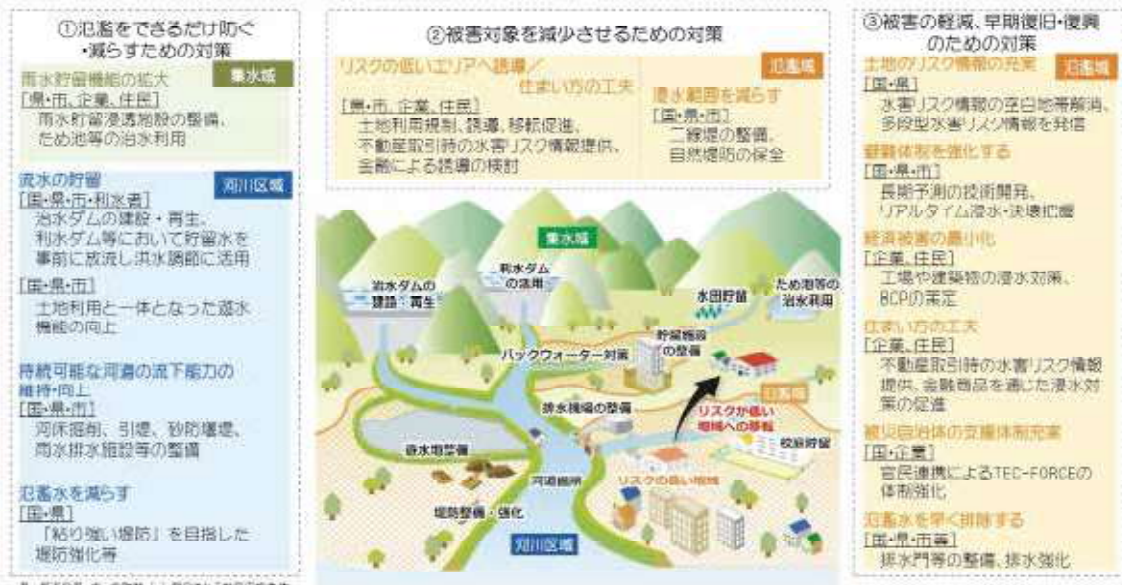 ①氾濫をできるだけ防ぐ
・減らすための対策
集水域
雨水貯留機能の拡大
[県・市、企業、住民]
雨水貯留浸透施設の整備、
ため池等の治水利用
河川区域
流水の貯留
[国・県・市・利水者]
治水ダムの建設・再生、
利水ダム等において貯留水を
事前に放流し洪水調節に活用
[国・県・市]
土地利用と一体となった遊水
機能の向上
持続可能な河道の流下能力の
維持・向上
[国・県・市]
河床掘削、引堤、砂防堰堤、
雨水排水施設等の整備
氾濫水を減らす
[国・県]
「粘り強い堤防」を目指した
堤防強化等
②被害対象を減少させるための対策
氾濫域
リスクの低いエリアへ誘導/
住まい方の工夫
[県・市、企業、住民]
土地利用規制、誘導、移転促進、
不動産取引時の水害リスク情報提供、
金融による誘導の検討
浸水範囲を減らす
[国・県・市]
二線堤の整備、
自然堤防の保全
集水域
治水ダムの
建設・再生
利水ダム
の活用
水田貯留
ため池等の
治水利用
バックウォーター対策
貯留施設
の整備
氾濫域
排水機場の整備
リスクが低い
地域への移転
校庭貯留
遊水地整備
河道掘削
リスクの低い地域
堤防整備・強化
河川区域
③被害の軽減、早期復旧・復興
のための対策
氾濫域
土地のリスク情報の充実
[国・県]
水害リスク情報の空白地帯解消、
多段型水害リスク情報を発信
避難体制を強化する
[国・県・市]
長期予測の技術開発、
リアルタイム浸水・決壊把握
経済被害の最小化
[企業、住民]
工場や建築物の浸水対策、
BCPの策定
住まい方の工夫
[企業、住民]
不動産取引時の水害リスク情報
提供、金融商品を通じた浸水対
策の促進
被災自治体の支援体制充実
[国・企業]
官民連携によるTEC-FORCEの
体制強化
氾濫水を早く排除する
[国・県・市等]
排水門等の整備、排水強化